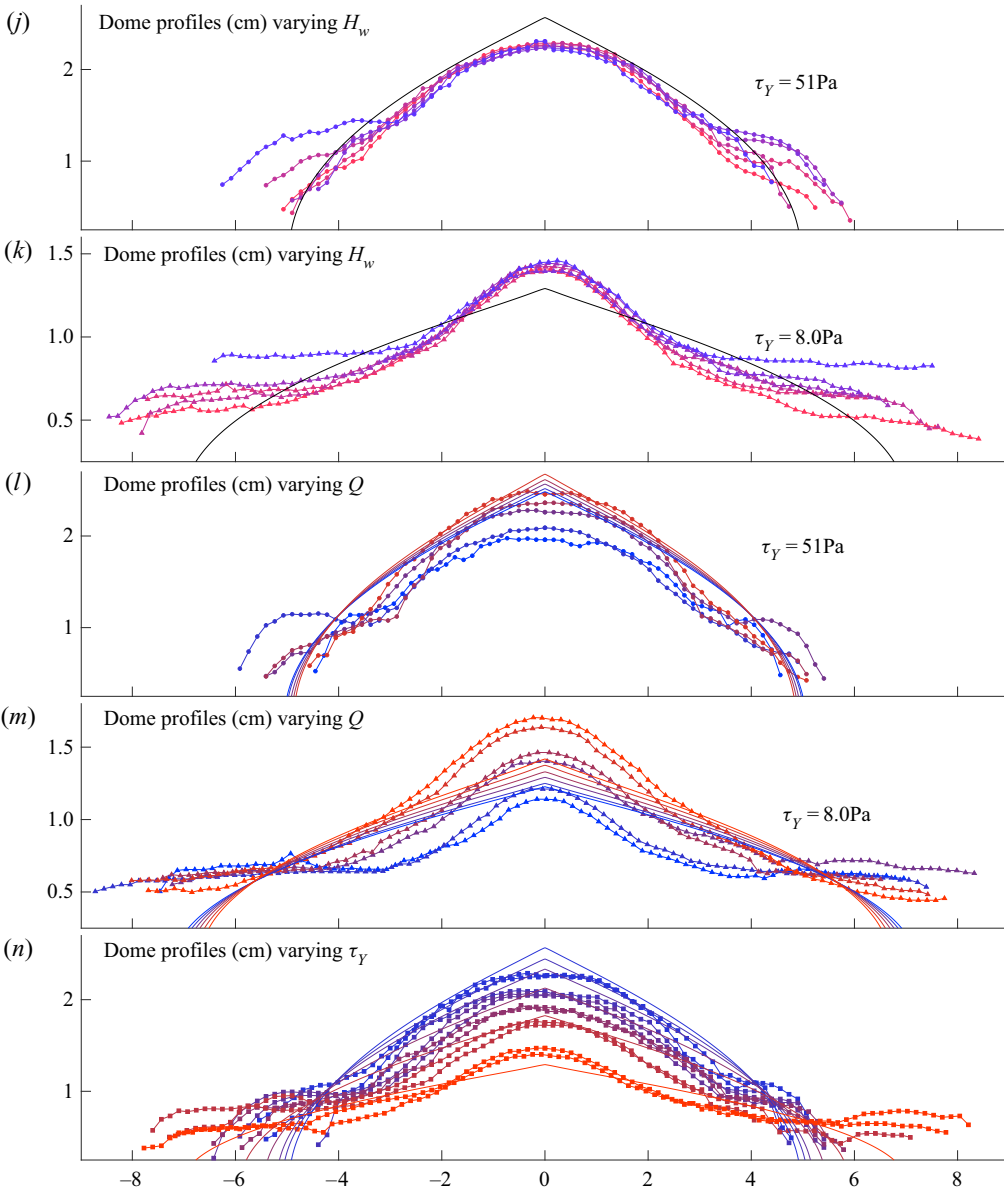 (j) Dome profiles (cm) varying H_w
2
τ_Y = 51Pa
1
(k) Dome profiles (cm) varying H_w
1.5
1.0
τ_Y = 8.0Pa
0.5
(l) Dome profiles (cm) varying Q
2
τ_Y = 51Pa
1
(m) Dome profiles (cm) varying Q
1.5
1.0
τ_Y = 8.0Pa
0.5
(n) Dome profiles (cm) varying τ_Y
2
1
−8 −6 −4 −2 0 2 4 6 8